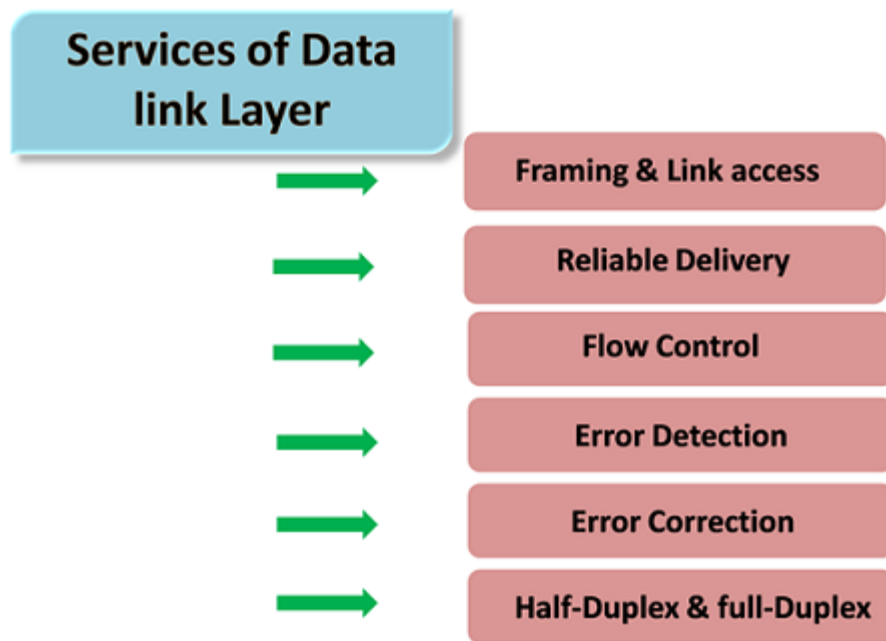 Services of Data
link Layer
Framing & Link access
Reliable Delivery
Flow Control
Error Detection
Error Correction
Half-Duplex & full-Duplex